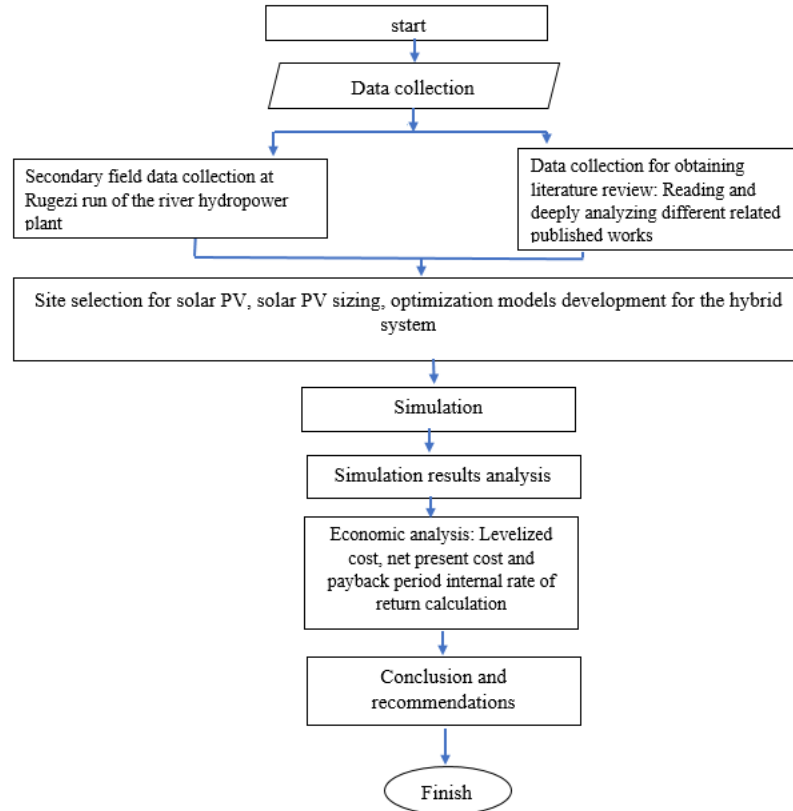 start
Data collection
Secondary field data collection at
Rugezi run of the river hydropower
plant
Data collection for obtaining
literature review: Reading and
deeply analyzing different related
published works
Site selection for solar PV, solar PV sizing, optimization models development for the hybrid
system
Simulation
Simulation results analysis
Economic analysis: Levelized
cost, net present cost and
payback period internal rate of
return calculation
Conclusion and
recommendations
Finish